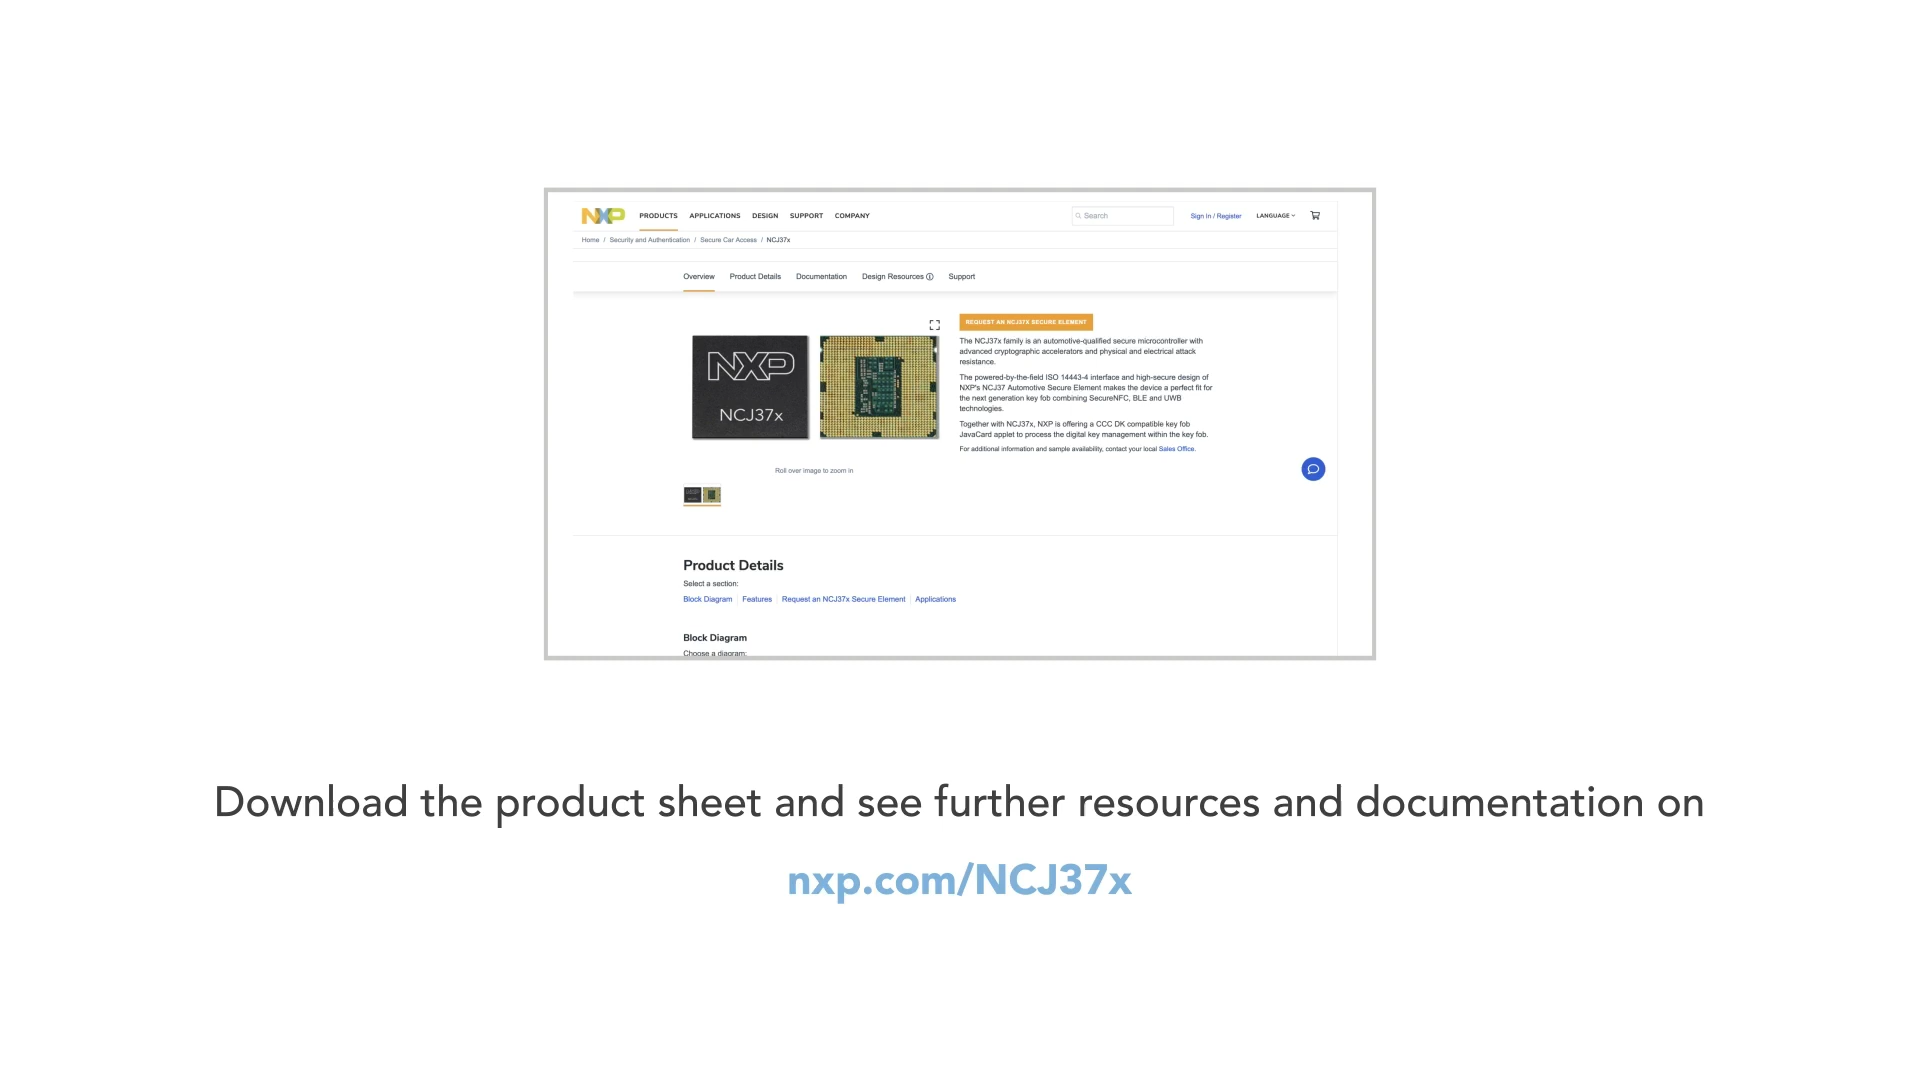 NXP PRODUCTS APPLICATIONS DESIGN SUPPORT COMPANY Search Sign In / Register LANGUAGE
Home / Security and Authentication / Secure Car Access / NCJ37x
Overview Product Details Documentation Design Resources Support
NXP
NCJ37x
Roll over image to zoom in
REQUEST AN NCJ37X SECURE ELEMENT
The NCJ37x family is an automotive-qualified secure microcontroller with
advanced cryptographic accelerators and physical and electrical attack
resistance.
The powered-by-the-field ISO 14443-4 interface and high-secure design of
NXP's NCJ37 Automotive Secure Element makes the device a perfect fit for
the next generation key fob combining SecureNFC, BLE and UWB
technologies.
Together with NCJ37x, NXP is offering a CCC DK compatible key fob
JavaCard applet to process the digital key management within the key fob.
For additional information and sample availability, contact your local Sales Office.
Product Details
Select a section:
Block Diagram Features Request an NCJ37x Secure Element Applications
Block Diagram
Choose a diagram:
Download the product sheet and see further resources and documentation on
nxp.com/NCJ37x